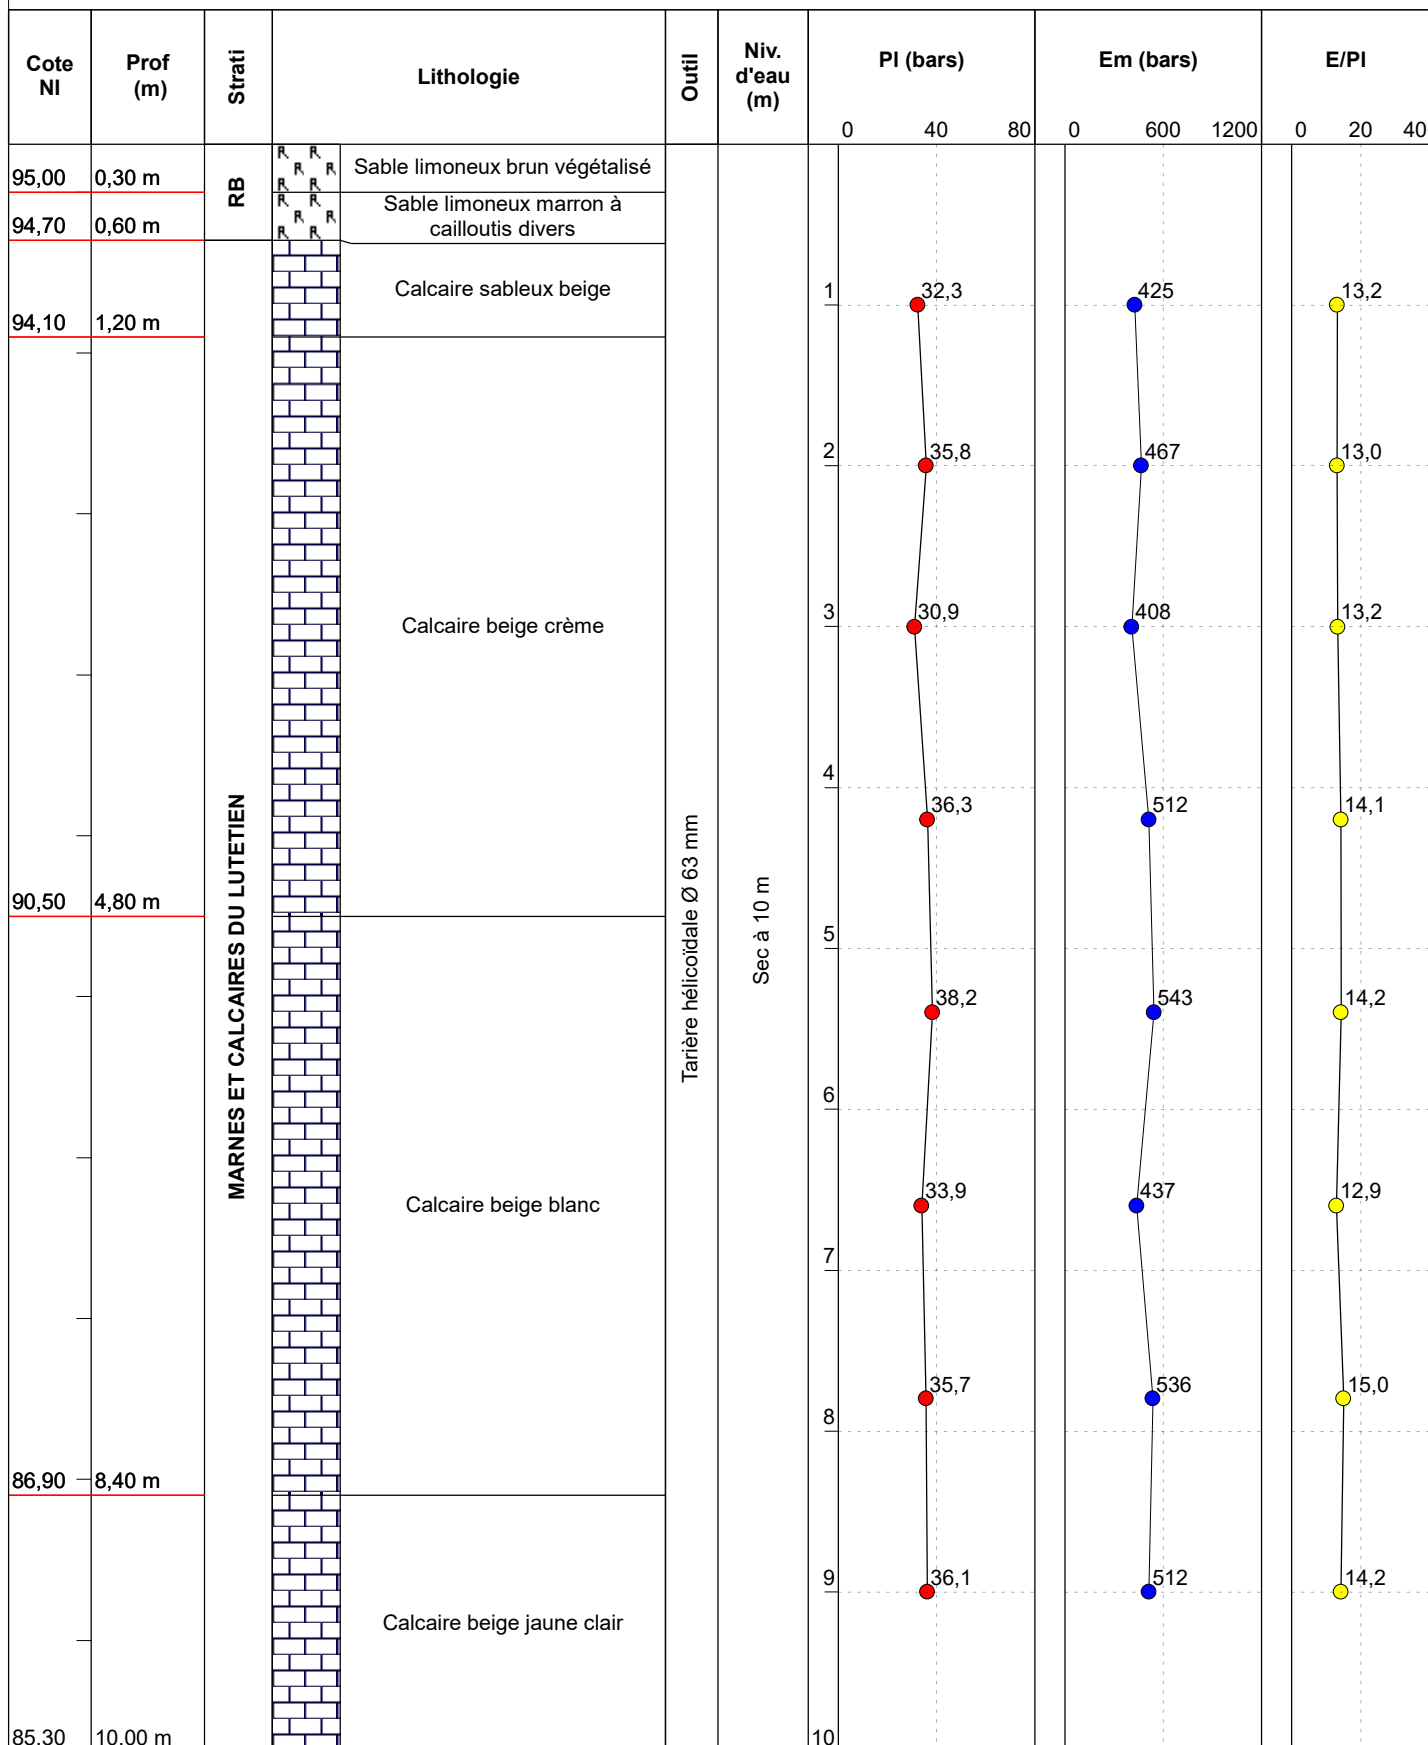 Cote
NI
Prof
(m)
Strati
Lithologie
Outil
Niv.
d'eau
(m)
Pl (bars)
Em (bars)
E/Pl
0 40 80
0 600 1200
0 20 40
95,00 0,30 m
RB
Sable limoneux brun végétalisé
94,70 0,60 m
Sable limoneux marron à
cailloutis divers
94,10 1,20 m
Calcaire sableux beige
90,50 4,80 m
Calcaire beige crème
86,90 8,40 m
Calcaire beige blanc
85,30 10,00 m
Calcaire beige jaune clair
MARNES ET CALCAIRES DU LUTETIEN
Tarière hélicoïdale Ø 63 mm
Sec à 10 m
1 32,3 425 13,2
2 35,8 467 13,0
3 30,9 408 13,2
4
36,3 512 14,1
5
38,2 543 14,2
6
33,9 437 12,9
7
35,7 536 15,0
8
9 36,1 512 14,2
10